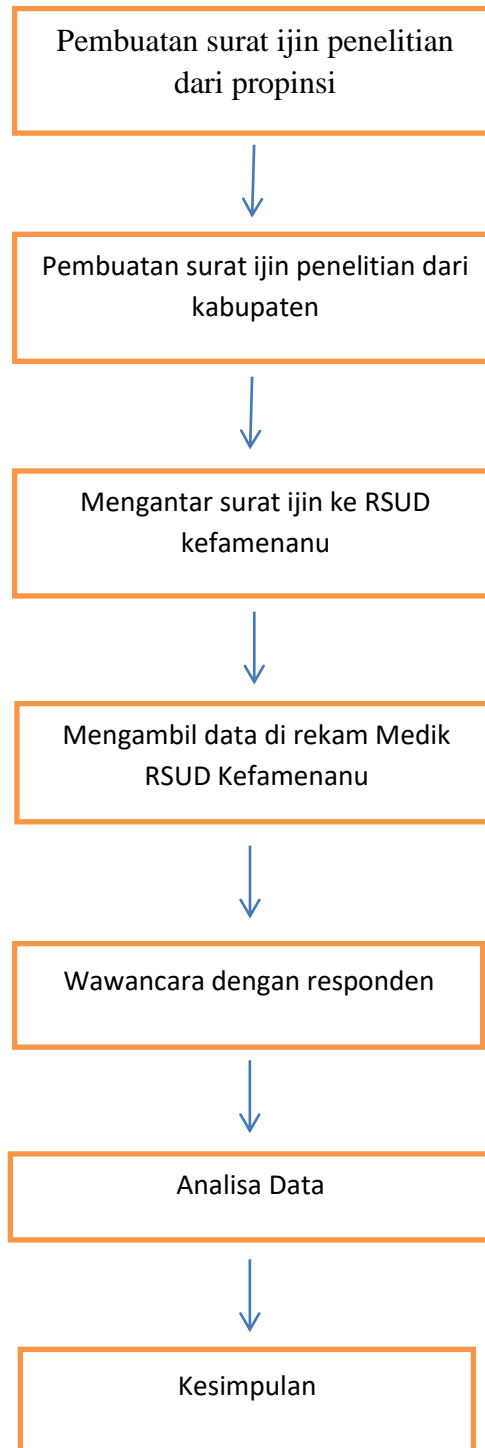 Pembuatan surat ijin penelitian
dari propinsi
Pembuatan surat ijin penelitian dari
kabupaten
Mengantar surat ijin ke RSUD
kefamenanu
Mengambil data di rekam Medik
RSUD Kefamenanu
Wawancara dengan responden
Analisa Data
Kesimpulan